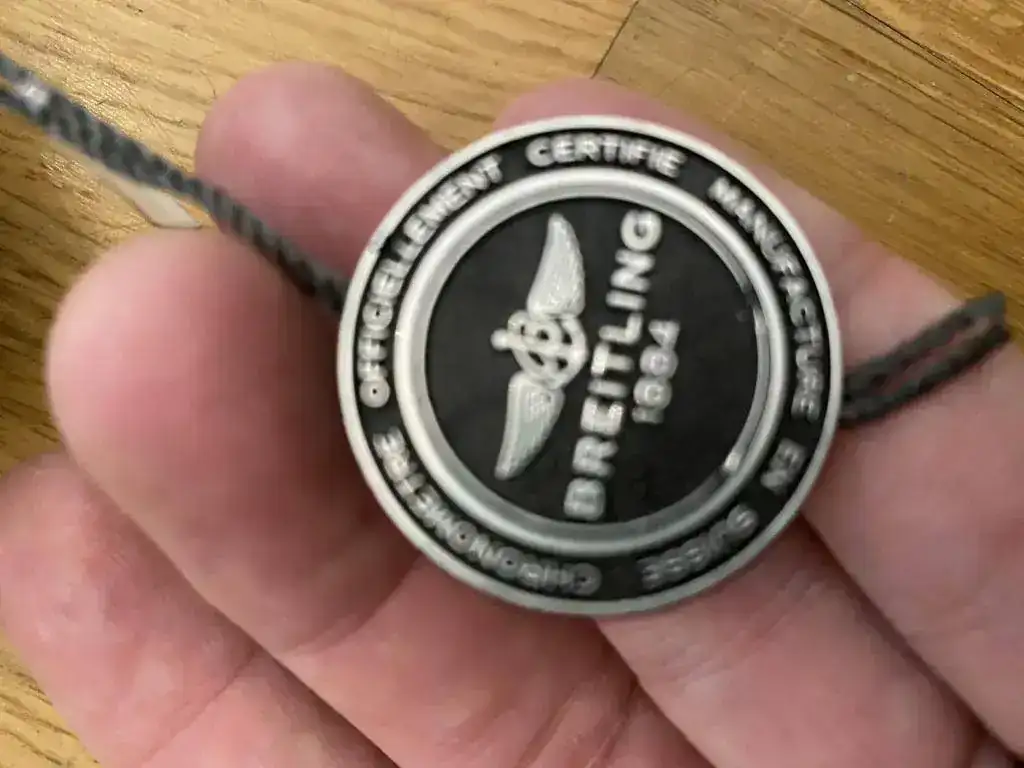 BREITLING
1884
CHRONOMETRE OFFICIELLEMENT CERTIFIE MANUFACTURE EN SUISSE